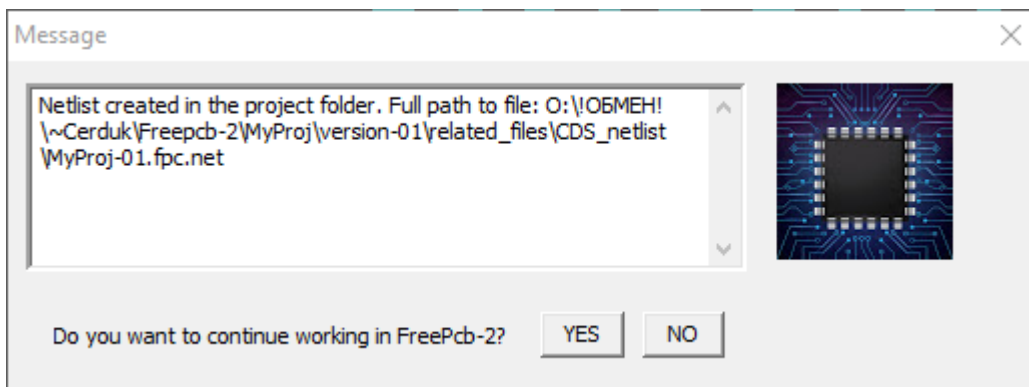 Message
Netlist created in the project folder. Full path to file: O:\!ОБМЕН!
\~Cerduk\Freepcb-2\MyProj\version-01\related_files\CDS_netlist
\MyProj-01.fpc.net
Do you want to continue working in FreePcb-2? YES NO